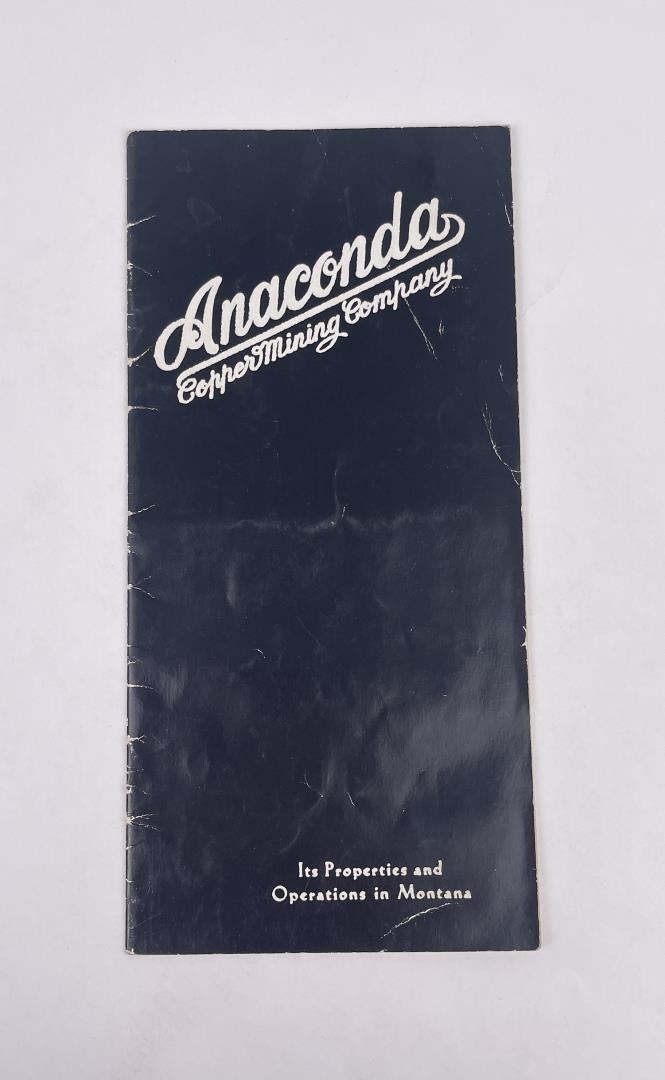 Anaconda
Copper Mining Company
Its Properties and
Operations in Montana